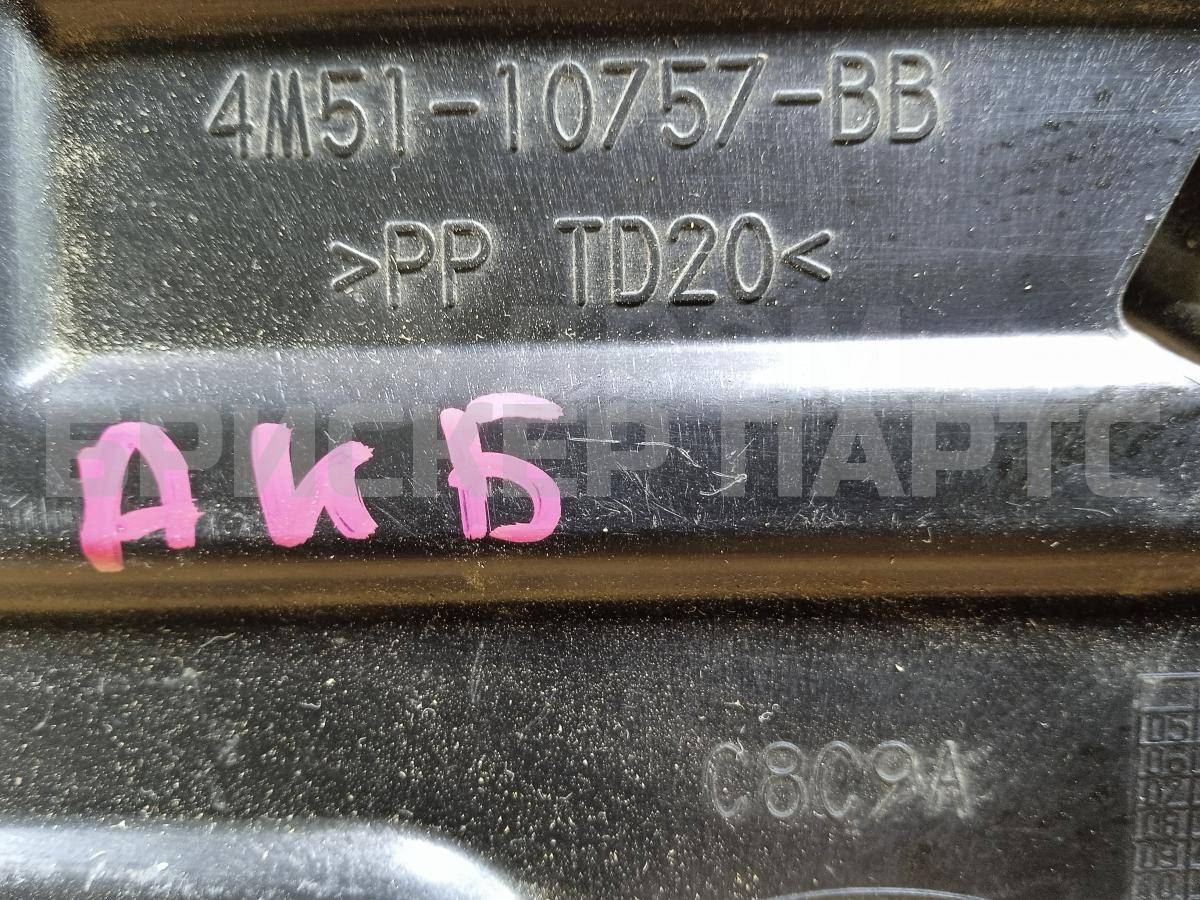 4M51-10757-BB
>PP TD20<
БРИСКЕР ПАРТС
АКБ
C8C9A